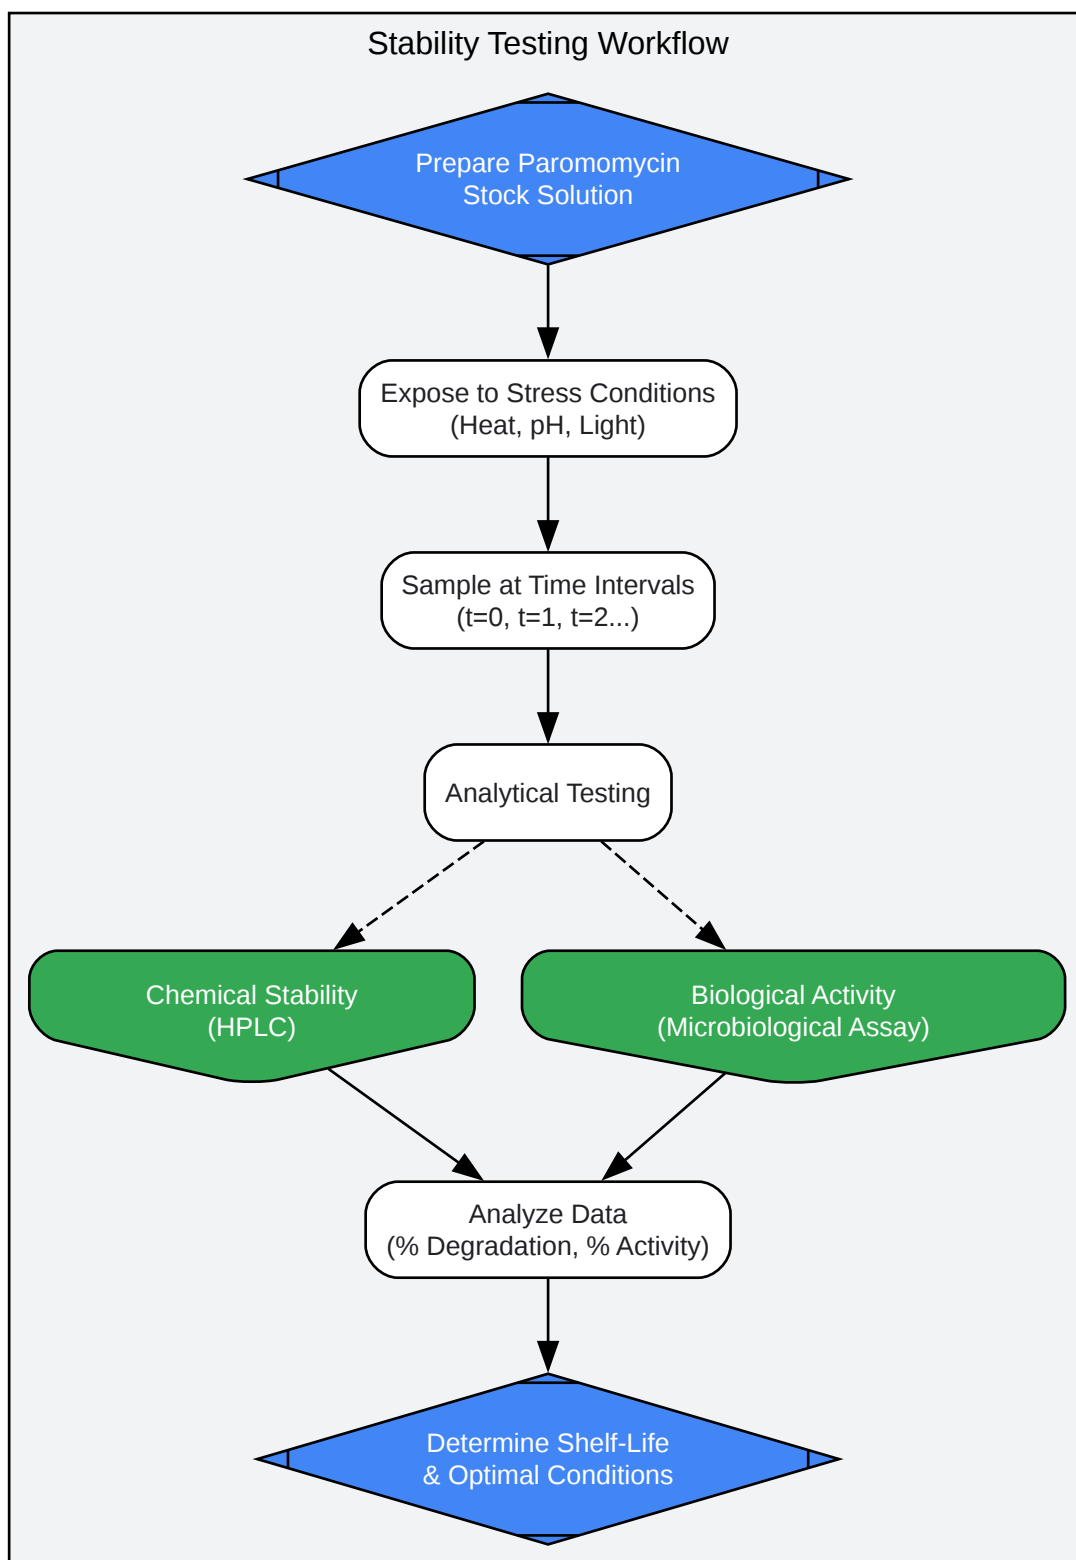 Stability Testing Workflow
Prepare Paromomycin
Stock Solution
Expose to Stress Conditions
(Heat, pH, Light)
Sample at Time Intervals
(t=0, t=1, t=2...)
Analytical Testing
Chemical Stability
(HPLC)
Biological Activity
(Microbiological Assay)
Analyze Data
(% Degradation, % Activity)
Determine Shelf-Life
& Optimal Conditions